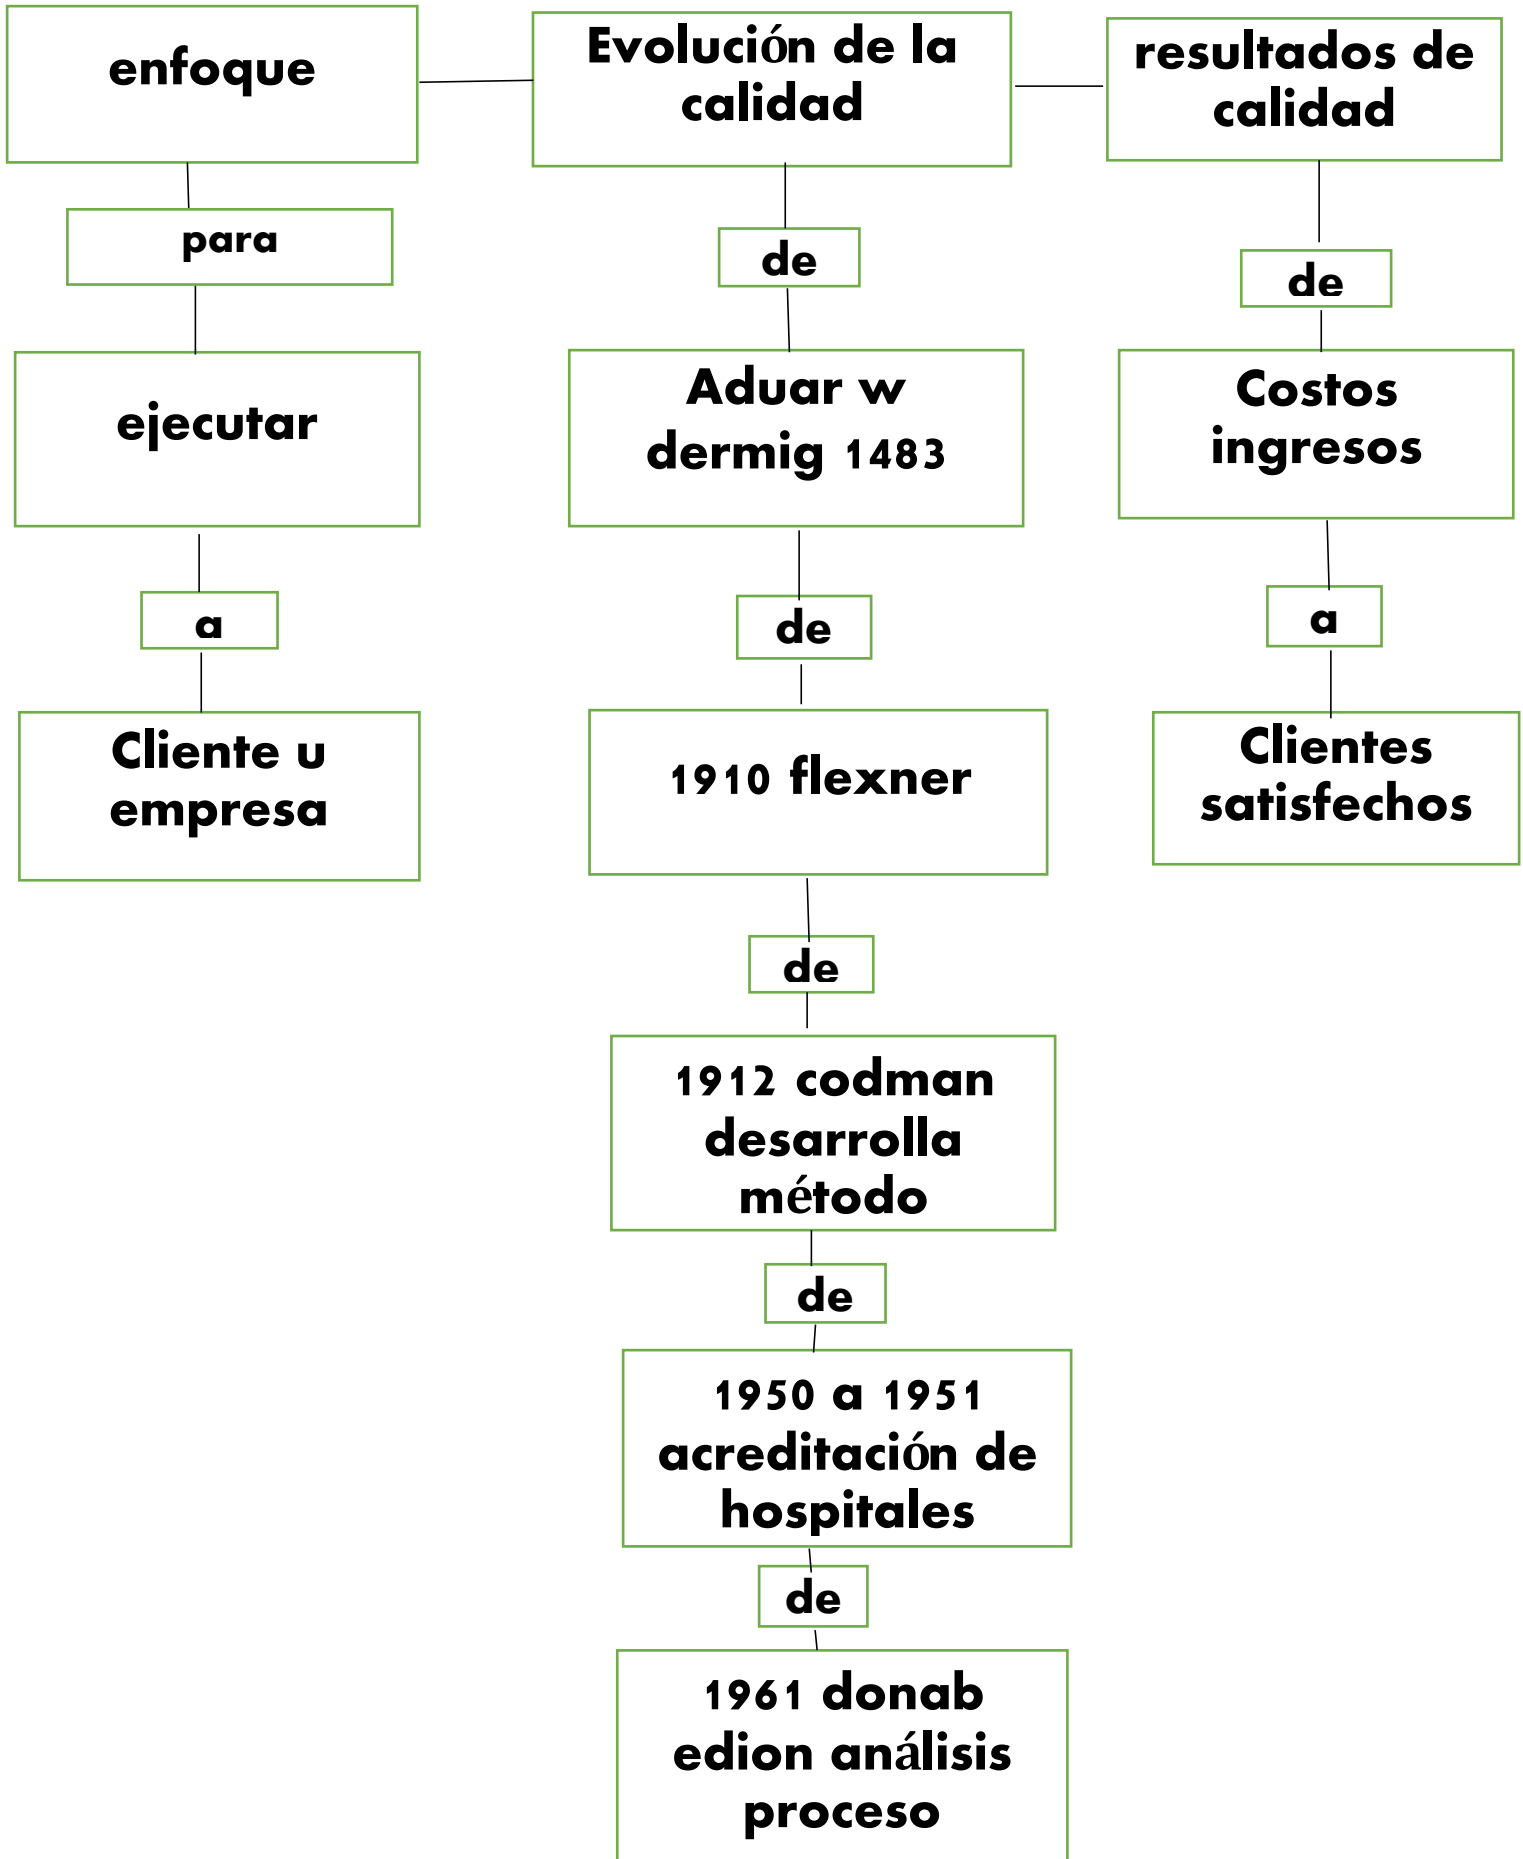 enfoque
Evolución de la
calidad
resultados de
calidad
para
de
de
ejecutar
Aduar w
dermig 1483
Costos
ingresos
a
de
a
Cliente u
empresa
1910 flexner
Clientes
satisfechos
de
1912 codman
desarrolla
método
de
1950 a 1951
acreditación de
hospitales
de
1961 donab
edion análisis
proceso